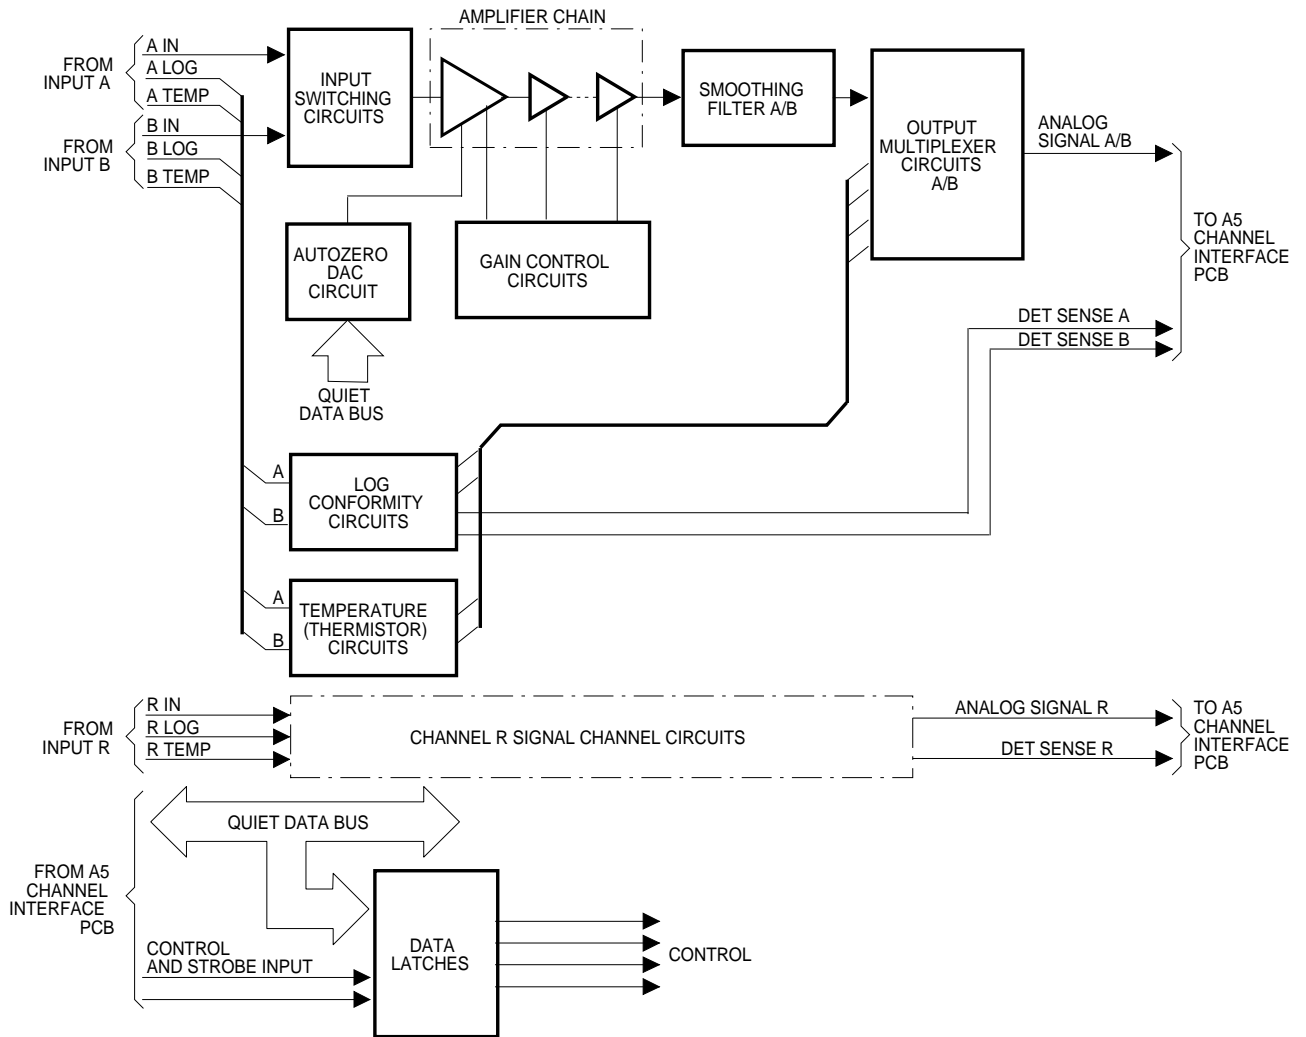 AMPLIFIER CHAIN
FROM
INPUT A
A IN
A LOG
A TEMP
FROM
INPUT B
B IN
B LOG
B TEMP
INPUT
SWITCHING
CIRCUITS
SMOOTHING
FILTER A/B
OUTPUT
MULTIPLEXER
CIRCUITS
A/B
ANALOG
SIGNAL A/B
TO A5
CHANNEL
INTERFACE
PCB
AUTOZERO
DAC
CIRCUIT
GAIN CONTROL
CIRCUITS
DET SENSE A
DET SENSE B
QUIET
DATA BUS
A
B
LOG
CONFORMITY
CIRCUITS
A
B
TEMPERATURE
(THERMISTOR)
CIRCUITS
FROM
INPUT R
R IN
R LOG
R TEMP
CHANNEL R SIGNAL CHANNEL CIRCUITS
ANALOG SIGNAL R
DET SENSE R
TO A5
CHANNEL
INTERFACE
PCB
QUIET DATA BUS
FROM A5
CHANNEL
INTERFACE
PCB
CONTROL
AND STROBE INPUT
DATA
LATCHES
CONTROL